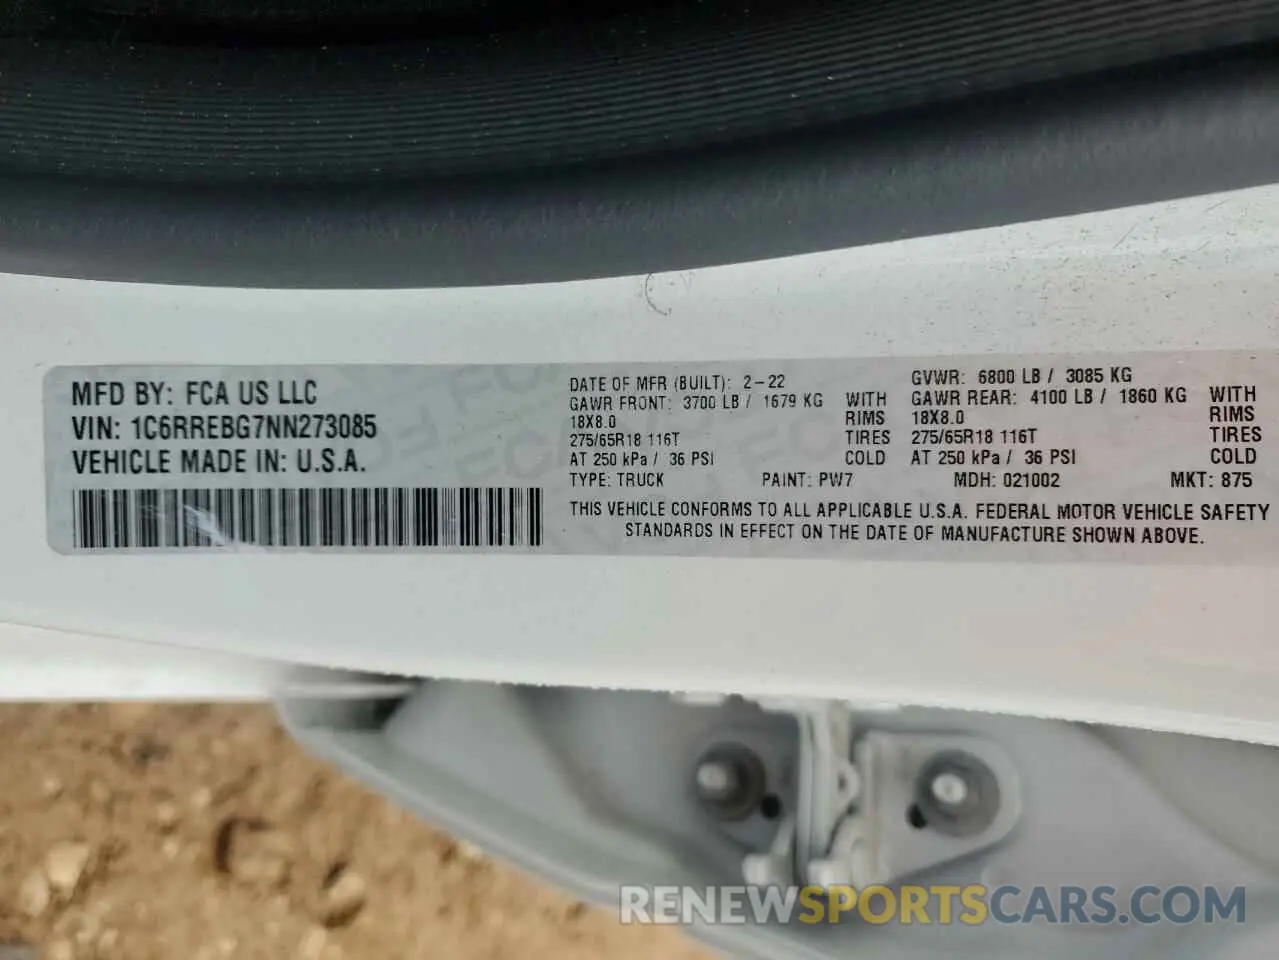 MFD BY: FCA US LLC
VIN: 1C6RREBG7NN273085
VEHICLE MADE IN: U.S.A.
DATE OF MFR (BUILT): 2-22
GVWR: 6800 LB / 3085 KG
GAWR FRONT: 3700 LB / 1679 KG WITH
18X8.0 RIMS
275/65R18 116T TIRES
AT 250 kPa / 36 PSI COLD
GAWR REAR: 4100 LB / 1860 KG WITH
18X8.0 RIMS
275/65R18 116T TIRES
AT 250 kPa / 36 PSI COLD
TYPE: TRUCK PAINT: PW7 MDH: 021002 MKT: 875
THIS VEHICLE CONFORMS TO ALL APPLICABLE U.S.A. FEDERAL MOTOR VEHICLE SAFETY
STANDARDS IN EFFECT ON THE DATE OF MANUFACTURE SHOWN ABOVE.
RENEWSPORTSCARS.COM